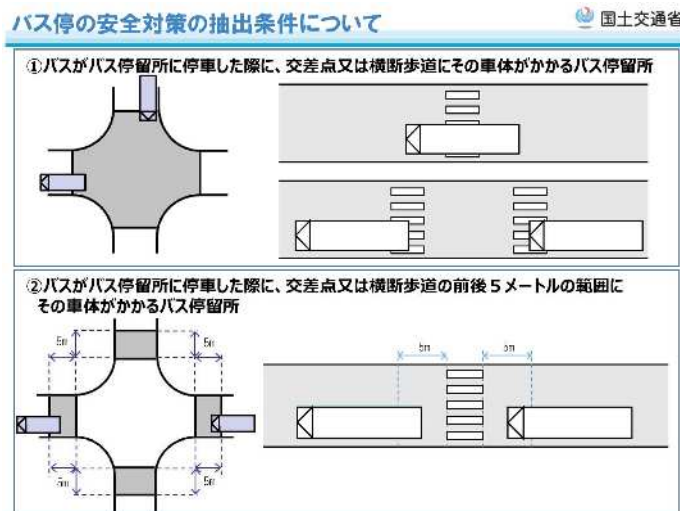 バス停の安全対策の抽出条件について
国土交通省
①バスがバス停留所に停車した際に、交差点又は横断歩道にその車体がかかるバス停留所
②バスがバス停留所に停車した際に、交差点又は横断歩道の前後5メートルの範囲に
その車体がかかるバス停留所
5m
5m
5m
5m
5m
5m